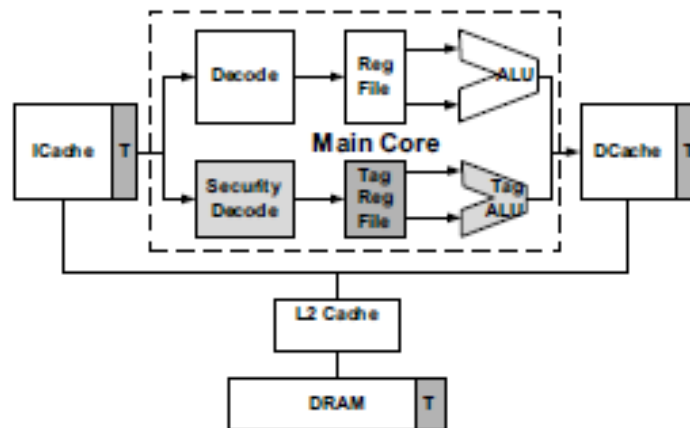 Decode
Reg
File
ALU
ICache
T
Main Core
DCache
T
Security
Decode
Tag
Reg
File
Tag
ALU
L2 Cache
DRAM
T